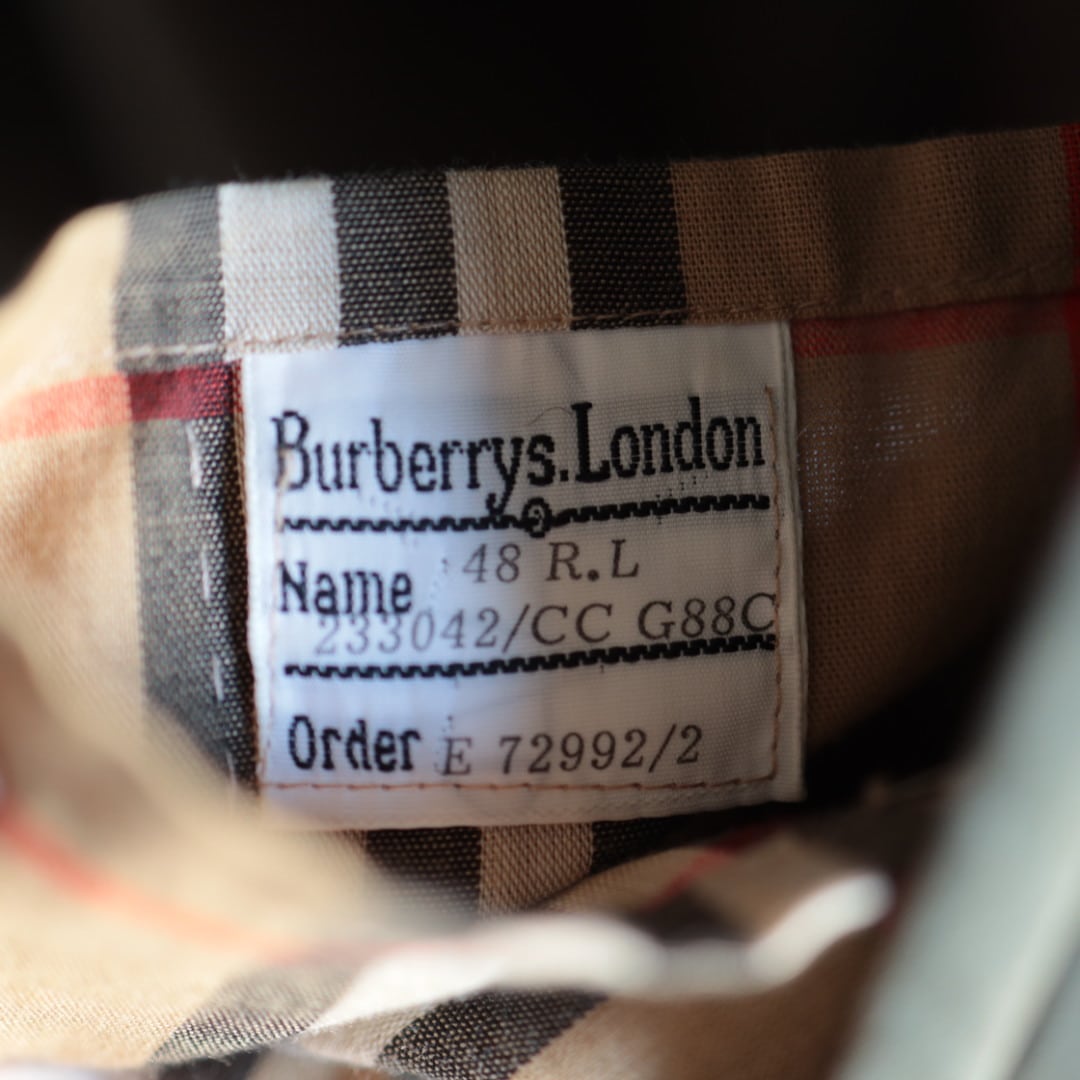 Burberrys.London
48 R.L
Name
233042/CC G88C
Order E 72992/2